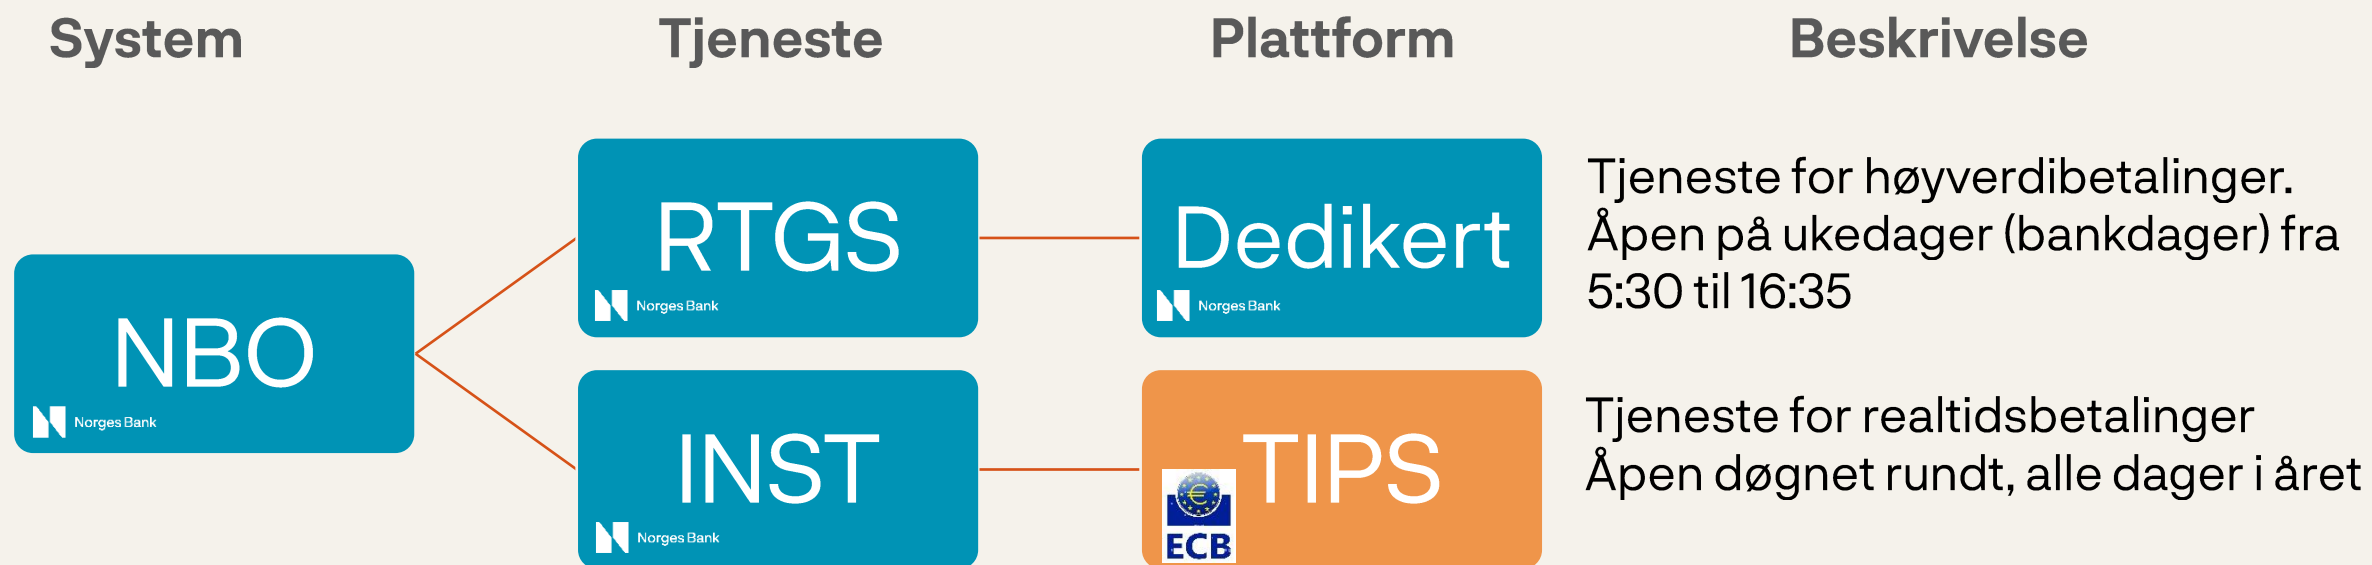 System Tjeneste Plattform Beskrivelse
RTGS
Norges Bank
Dedikert
Norges Bank
Tjeneste for høyverdibetalinger.
Åpen på ukedager (bankdager) fra
5:30 til 16:35
NBO
Norges Bank
INST
Norges Bank
TIPS
ECB
Tjeneste for realtidsbetalinger
Åpen døgnet rundt, alle dager i året